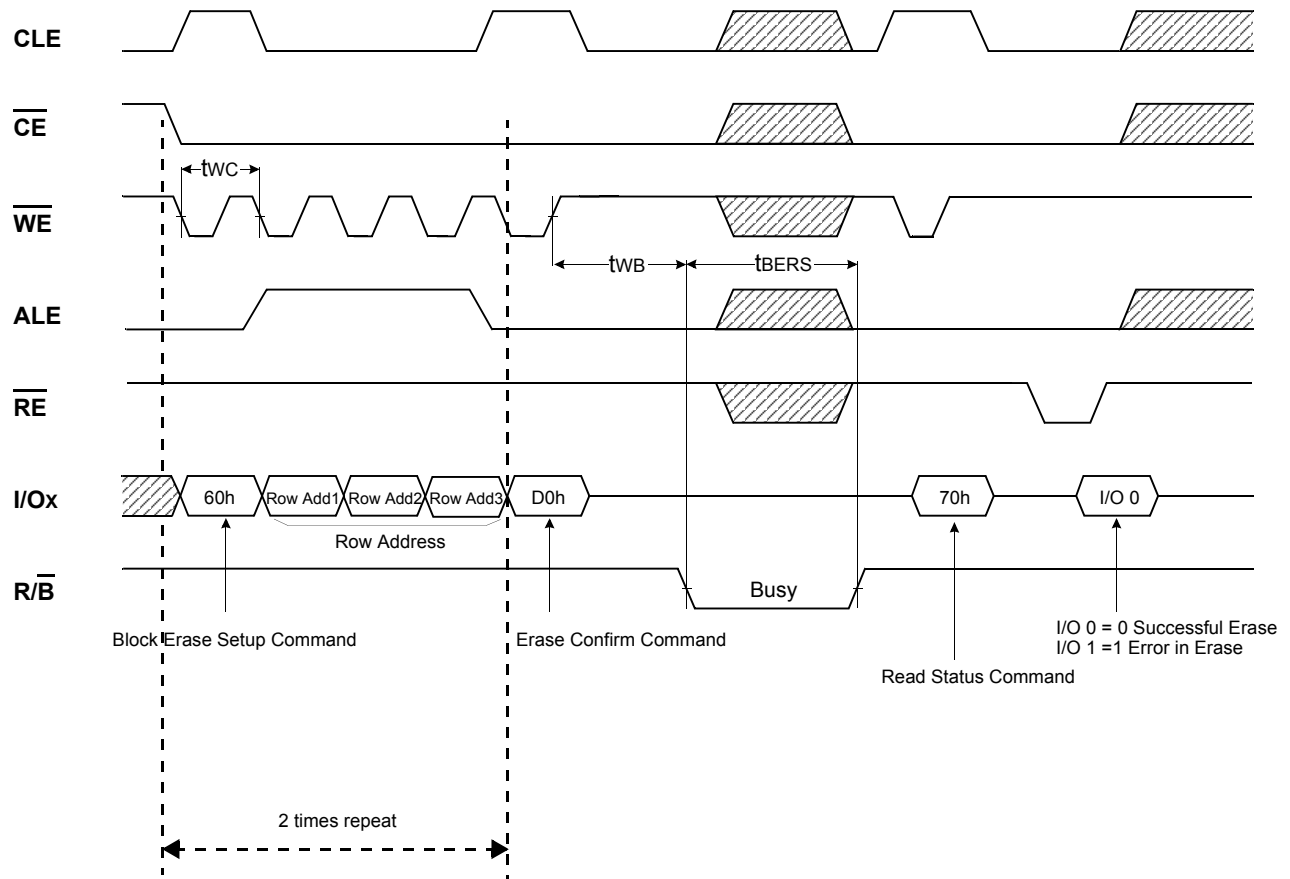 CLE
CE
tWC
WE
tWB
tBERS
ALE
RE
I/Ox
60h
Row Add1
Row Add2
Row Add3
D0h
70h
I/O 0
Row Address
R/B
Busy
Block Erase Setup Command
Erase Confirm Command
I/O 0 = 0 Successful Erase
I/O 1 =1 Error in Erase
Read Status Command
2 times repeat